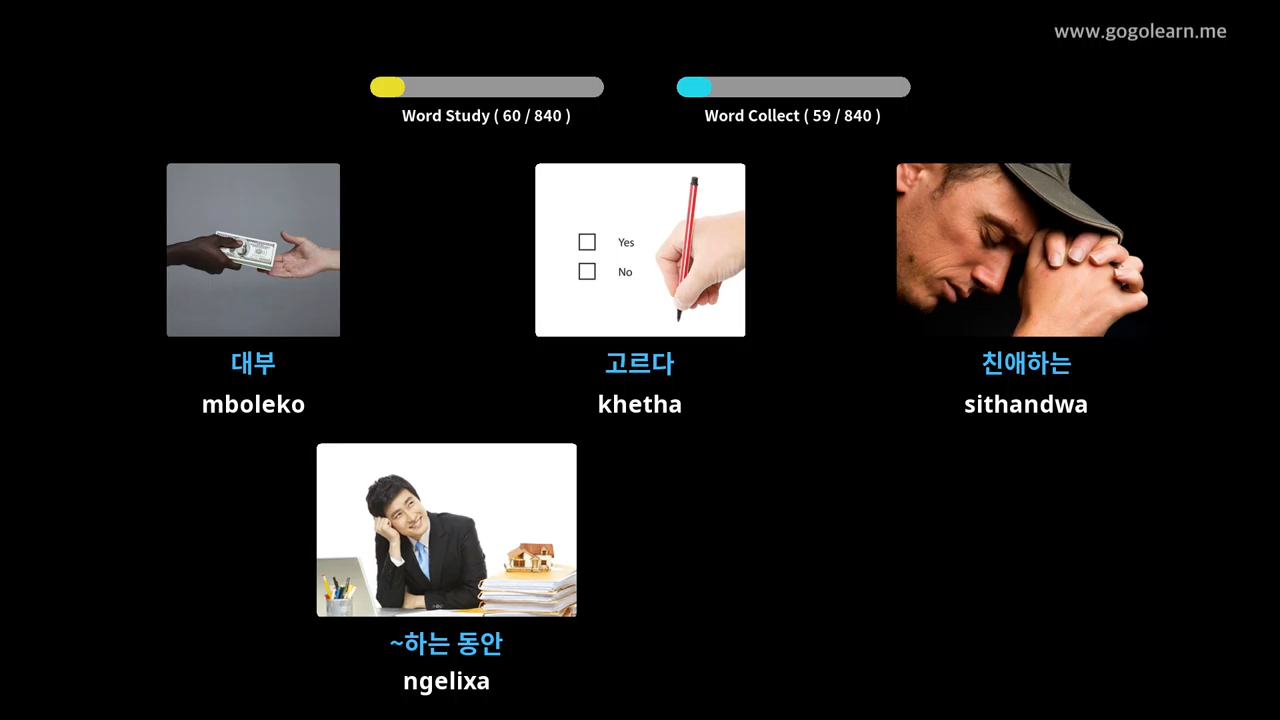 www.gogolearn.me
Word Study ( 60 / 840 )
Word Collect ( 59 / 840 )
Yes
No
대부
고르다
친애하는
mboleko
khetha
sithandwa
~하는 동안
ngelixa